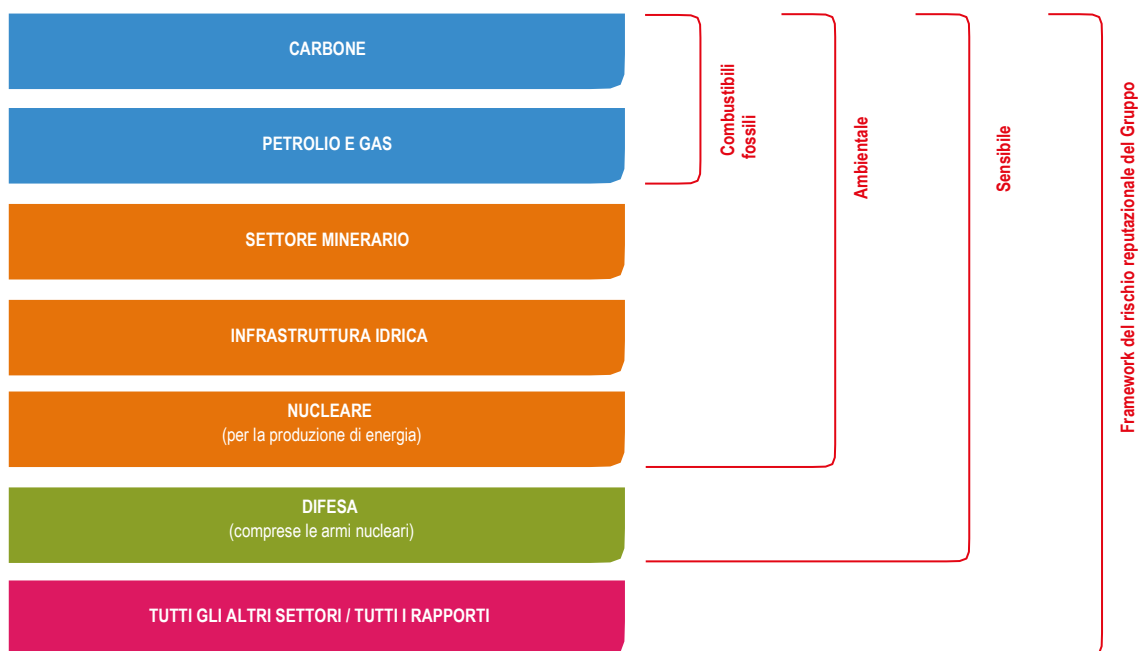 CARBONE
PETROLIO E GAS
SETTORE MINERARIO
INFRASTRUTTURA IDRICA
NUCLEARE
(per la produzione di energia)
DIFESA
(comprese le armi nucleari)
TUTTI GLI ALTRI SETTORI / TUTTI I RAPPORTI
Combustibili
fossili
Ambientale
Sensibile
Framework del rischio reputazionale del Gruppo